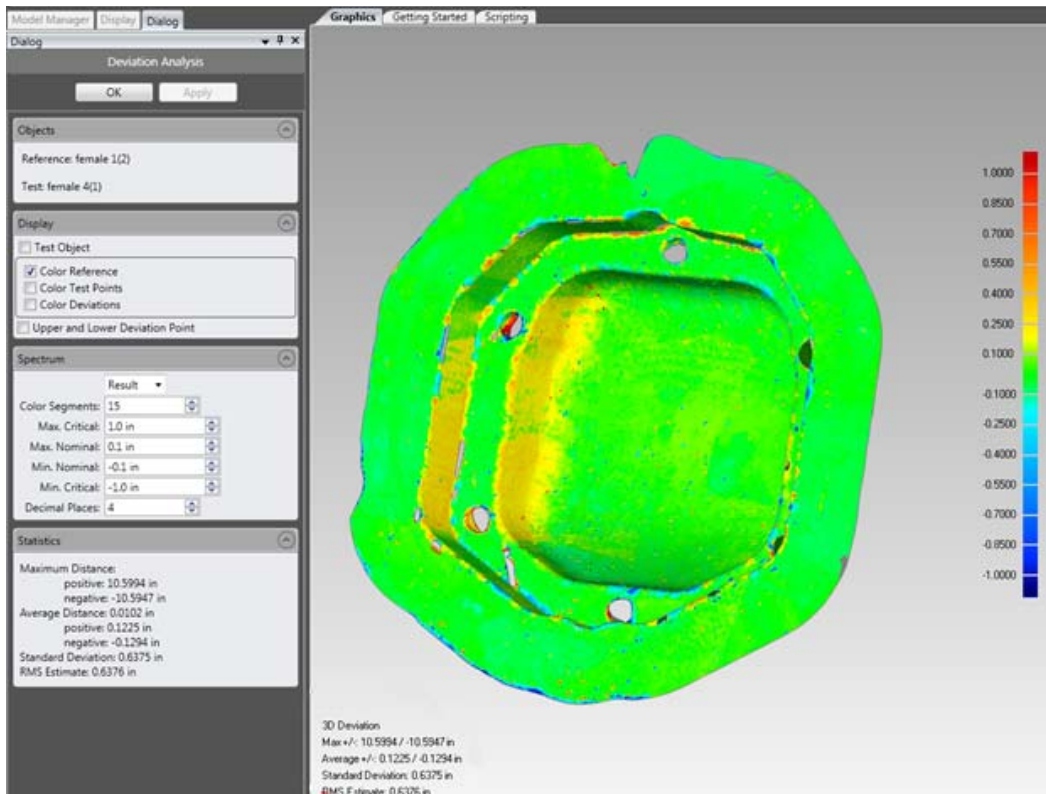 Model Manager Display Dialog
Dialog
Deviation Analysis
OK Apply
Objects
Reference: female 1(2)
Test: female 4(1)
Display
Test Object
Color Reference
Color Test Points
Color Deviations
Upper and Lower Deviation Point
Spectrum
Result
Color Segments: 15
Max. Critical: 1.0 in
Max. Nominal: 0.1 in
Min. Nominal: -0.1 in
Min. Critical: -1.0 in
Decimal Places: 4
Statistics
Maximum Distance:
positive: 10.5994 in
negative: -10.5947 in
Average Distance: 0.0102 in
positive: 0.1225 in
negative: -0.1294 in
Standard Deviation: 0.6375 in
RMS Estimate: 0.6376 in
Graphics Getting Started Scripting
1.0000
0.8500
0.7000
0.5500
0.4000
0.2500
0.1000
-0.1000
-0.2500
-0.4000
-0.5500
-0.7000
-0.8500
-1.0000
3D Deviation
Max +/-: 10.5994 / -10.5947 in
Average +/-: 0.1225 / -0.1294 in
Standard Deviation: 0.6375 in
RMS Estimate: 0.6376 in